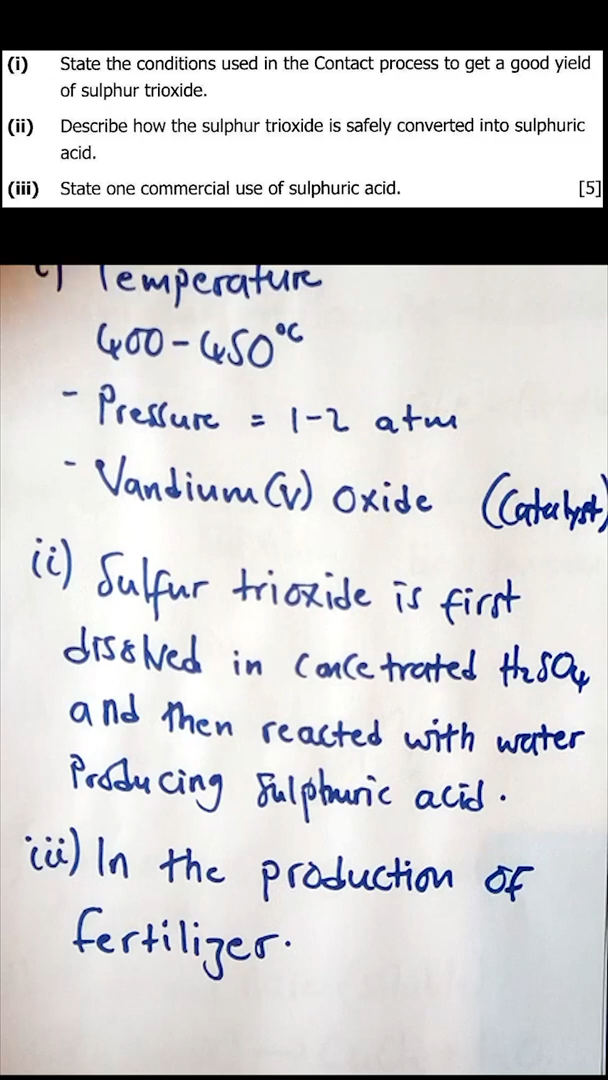 (i) State the conditions used in the Contact process to get a good yield
of sulphur trioxide.
(ii) Describe how the sulphur trioxide is safely converted into sulphuric
acid.
(iii) State one commercial use of sulphuric acid. [5]
i) Temperature
400-450°C
- Pressure = 1-2 atm
- Vandium(v) oxide (Catalyst)
ii) Sulfur trioxide is first
dissolved in Concetrated H2SO4
and then reacted with water
Producing Sulphuric acid.
iii) In the production of
fertilizer.